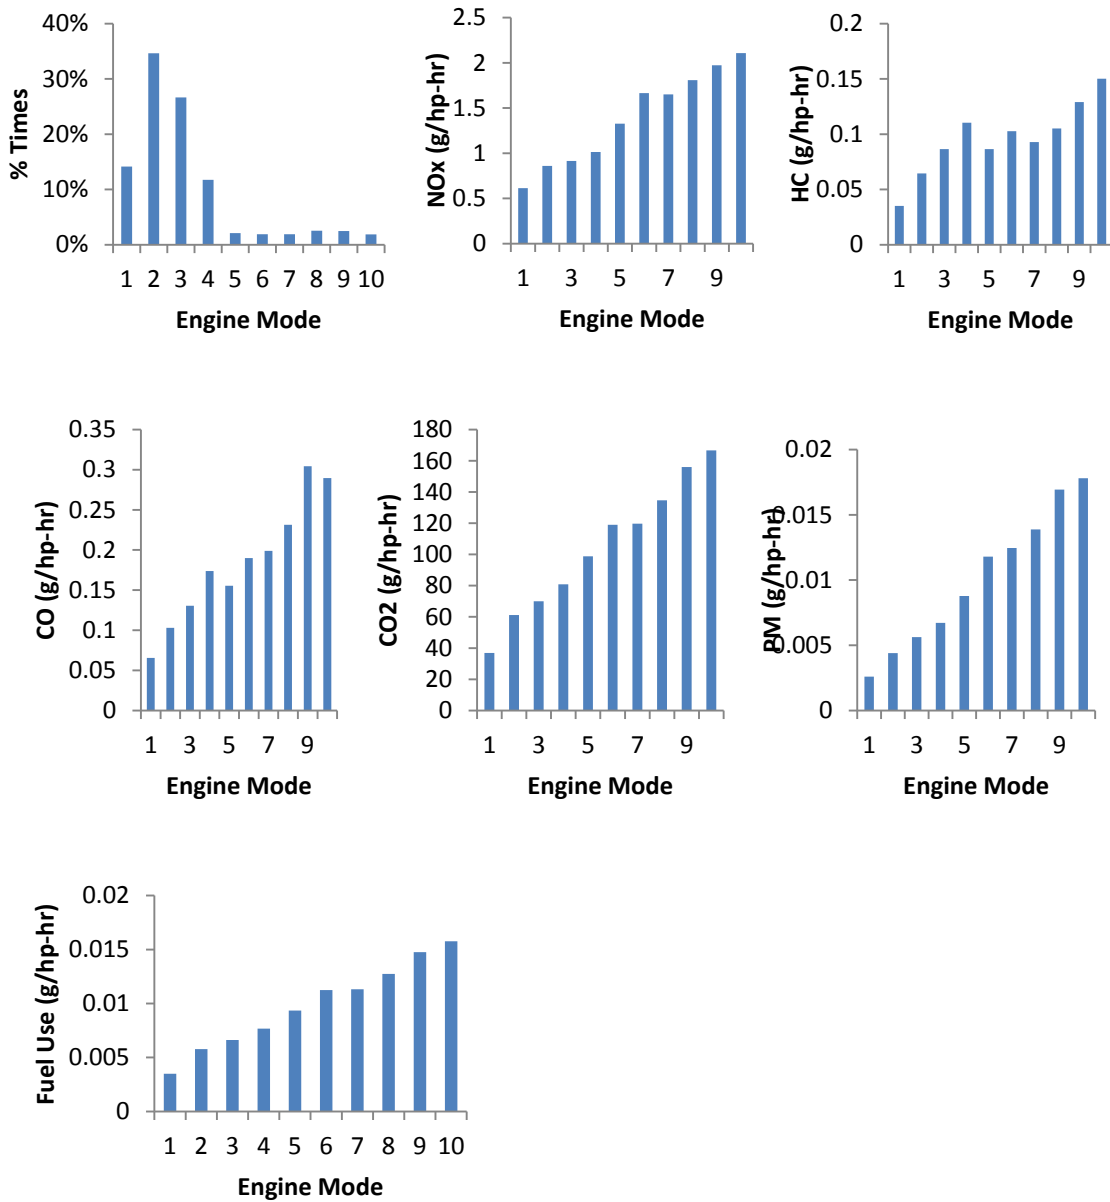 % Times
40%
30%
20%
10%
0%
1 2 3 4 5 6 7 8 9 10
Engine Mode
NOx (g/hp-hr)
2.5
2
1.5
1
0.5
0
1 3 5 7 9
Engine Mode
HC (g/hp-hr)
0.2
0.15
0.1
0.05
0
1 3 5 7 9
Engine Mode
CO (g/hp-hr)
0.35
0.3
0.25
0.2
0.15
0.1
0.05
0
1 3 5 7 9
Engine Mode
CO2 (g/hp-hr)
180
160
140
120
100
80
60
40
20
0
1 3 5 7 9
Engine Mode
PM (g/hp-hr)
0.02
0.015
0.01
0.005
0
1 3 5 7 9
Engine Mode
Fuel Use (g/hp-hr)
0.02
0.015
0.01
0.005
0
1 2 3 4 5 6 7 8 9 10
Engine Mode